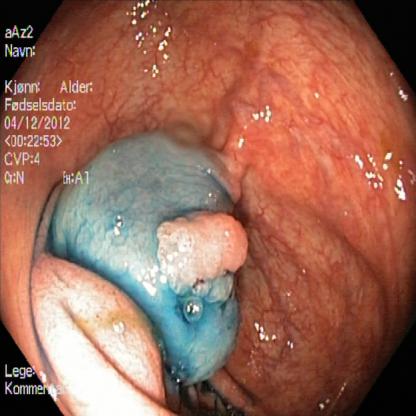 aAz2
Navn:
Kjønn: Alder:
Fødselsdato:
04/12/2012
<00:22:53>
CVP:4
Lege: